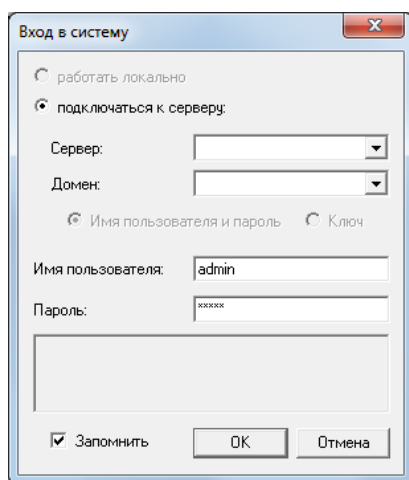 Вход в систему
работать локально
подключаться к серверу:
Сервер:
Домен:
Имя пользователя и пароль Ключ
Имя пользователя: admin
Пароль: *****
Запомнить OK Отмена